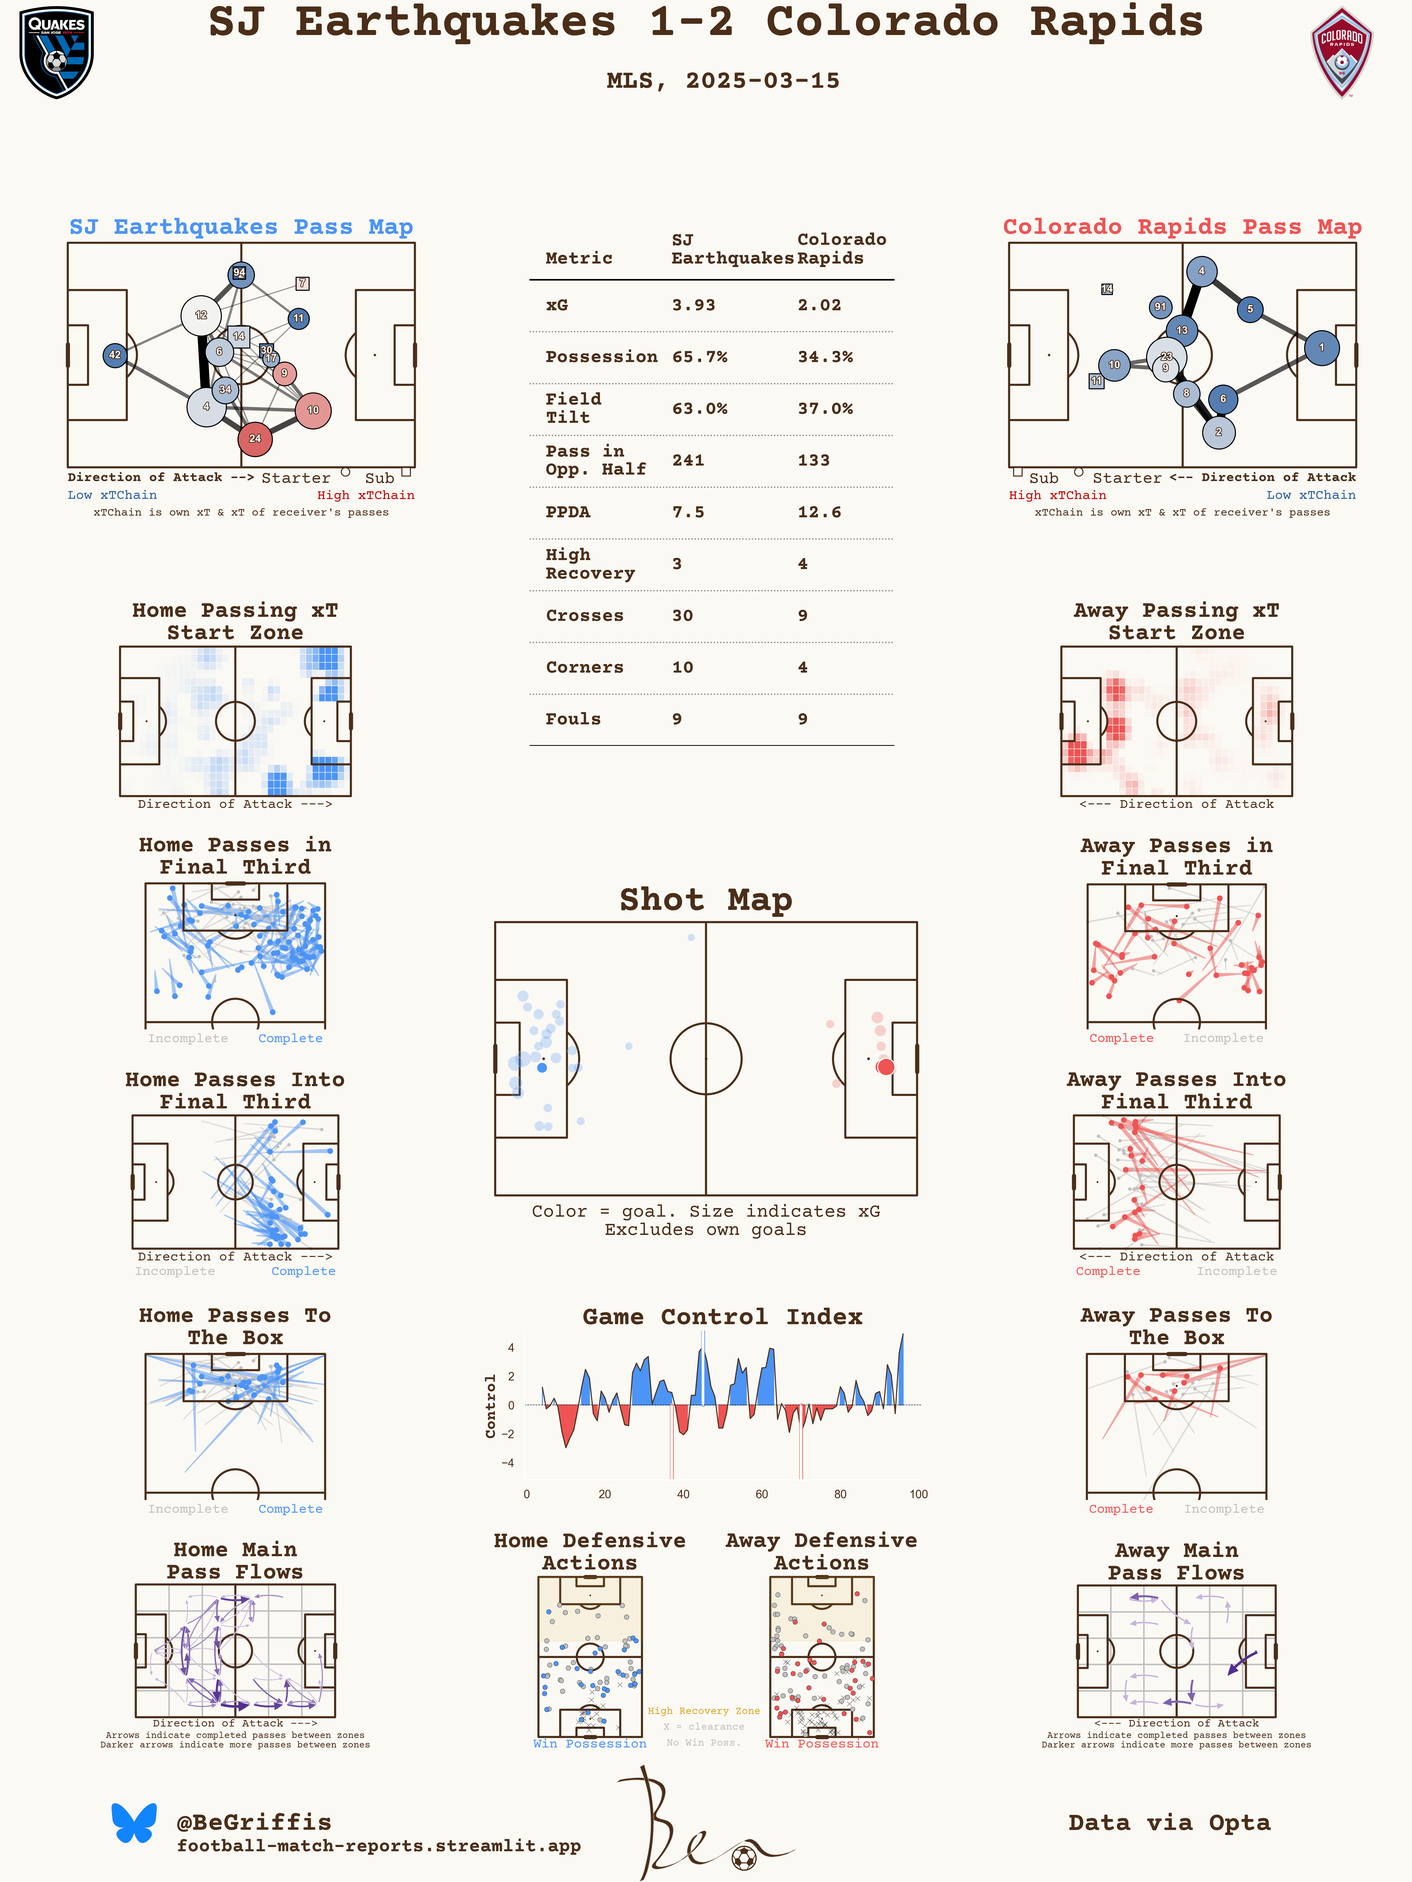 SJ Earthquakes 1-2 Colorado Rapids
MLS, 2025-03-15
QUAKES
COLORADO
RAPIDS
SJ Earthquakes Pass Map
94
7
12
11
14
42
6
30
17
9
34
4
10
24
Direction of Attack --> Starter Sub
Low xTChain High xTChain
xTChain is own xT & xT of receiver's passes
Metric SJ Earthquakes Colorado Rapids
xG 3.93 2.02
Possession 65.7% 34.3%
Field Tilt 63.0% 37.0%
Pass in Opp. Half 241 133
PPDA 7.5 12.6
High Recovery 3 4
Crosses 30 9
Corners 10 4
Fouls 9 9
Colorado Rapids Pass Map
4
14
91
5
13
1
23
10
9
11
8
6
2
Sub Starter <-- Direction of Attack
High xTChain Low xTChain
xTChain is own xT & xT of receiver's passes
Home Passing xT
Start Zone
Direction of Attack --->
Away Passing xT
Start Zone
<--- Direction of Attack
Home Passes in
Final Third
Incomplete Complete
Away Passes in
Final Third
Complete Incomplete
Shot Map
Color = goal. Size indicates xG
Excludes own goals
Home Passes Into
Final Third
Direction of Attack --->
Incomplete Complete
Away Passes Into
Final Third
<--- Direction of Attack
Complete Incomplete
Home Passes To
The Box
Incomplete Complete
Game Control Index
Control
4
2
0
−2
−4
0 20 40 60 80 100
Away Passes To
The Box
Complete Incomplete
Home Main
Pass Flows
Direction of Attack --->
Arrows indicate completed passes between zones
Darker arrows indicate more passes between zones
Home Defensive
Actions
Win Possession
High Recovery Zone
X = clearance
No Win Poss.
Away Defensive
Actions
Win Possession
Away Main
Pass Flows
<--- Direction of Attack
Arrows indicate completed passes between zones
Darker arrows indicate more passes between zones
@BeGriffis
football-match-reports.streamlit.app
Ben
Data via Opta